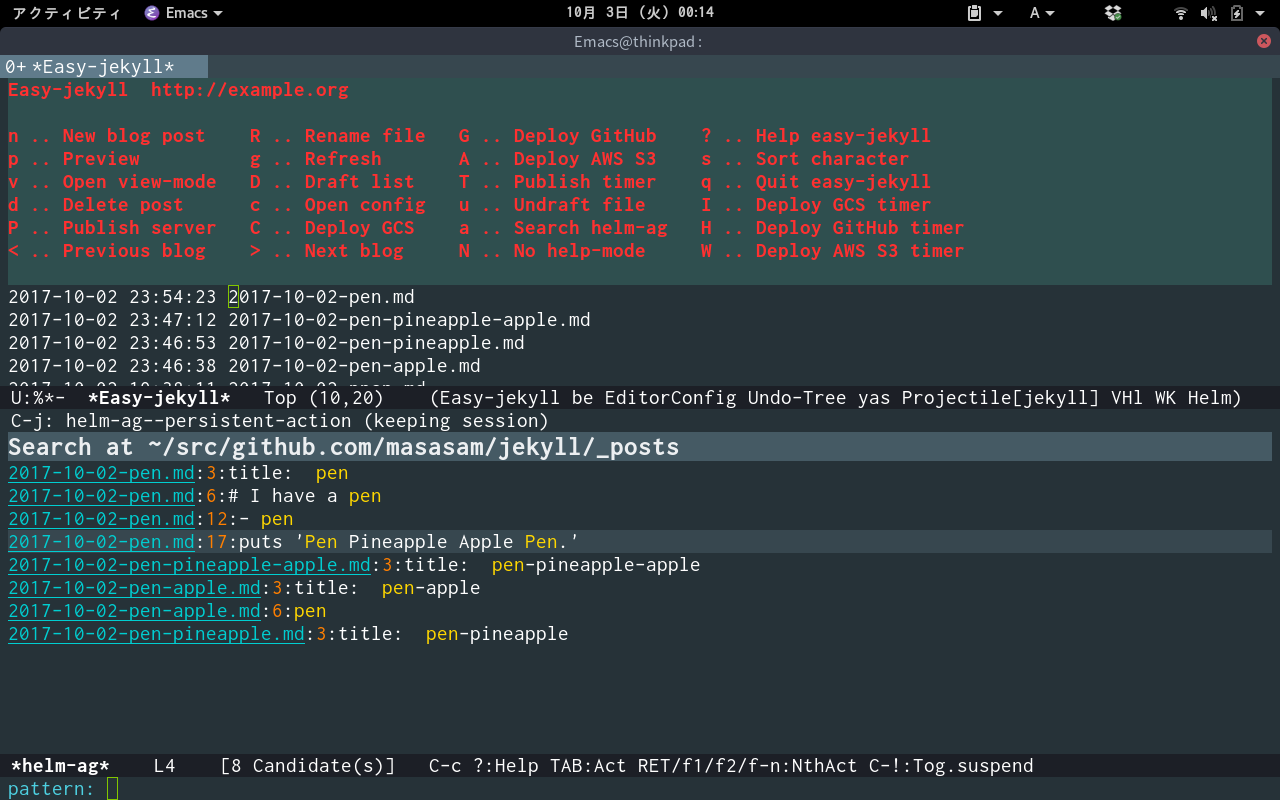 アクティビティ Emacs 10月 3日 (火) 00:14 A
Emacs@thinkpad:
0+ *Easy-jekyll*
Easy-jekyll http://example.org
n .. New blog post R .. Rename file G .. Deploy GitHub ? .. Help easy-jekyll
p .. Preview g .. Refresh A .. Deploy AWS S3 s .. Sort character
v .. Open view-mode D .. Draft list T .. Publish timer q .. Quit easy-jekyll
d .. Delete post c .. Open config u .. Undraft file I .. Deploy GCS timer
P .. Publish server C .. Deploy GCS a .. Search helm-ag H .. Deploy GitHub timer
< .. Previous blog > .. Next blog N .. No help-mode W .. Deploy AWS S3 timer
2017-10-02 23:54:23 2017-10-02-pen.md
2017-10-02 23:47:12 2017-10-02-pen-pineapple-apple.md
2017-10-02 23:46:53 2017-10-02-pen-pineapple.md
2017-10-02 23:46:38 2017-10-02-pen-apple.md
U:%*- *Easy-jekyll* Top (10,20) (Easy-jekyll be EditorConfig Undo-Tree yas Projectile[jekyll] VHl WK Helm)
C-j: helm-ag--persistent-action (keeping session)
Search at ~/src/github.com/masasam/jekyll/_posts
2017-10-02-pen.md:3:title: pen
2017-10-02-pen.md:6:# I have a pen
2017-10-02-pen.md:12:- pen
2017-10-02-pen.md:17:puts 'Pen Pineapple Apple Pen.'
2017-10-02-pen-pineapple-apple.md:3:title: pen-pineapple-apple
2017-10-02-pen-apple.md:3:title: pen-apple
2017-10-02-pen-apple.md:6:pen
2017-10-02-pen-pineapple.md:3:title: pen-pineapple
*helm-ag* L4 [8 Candidate(s)] C-c ?:Help TAB:Act RET/f1/f2/f-n:NthAct C-!:Tog.suspend
pattern: